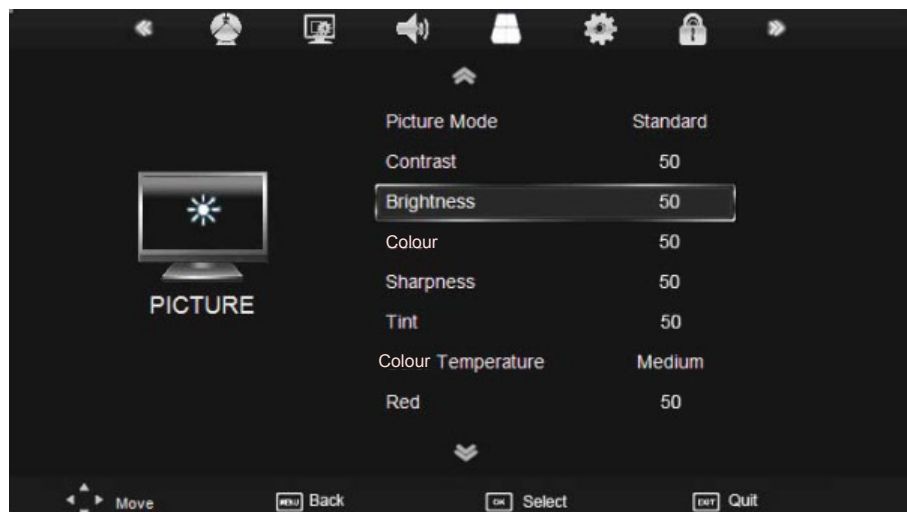 Picture Mode Standard
Contrast 50
Brightness 50
Colour 50
Sharpness 50
PICTURE
Tint 50
Colour Temperature Medium
Red 50
Move MENU Back OK Select EXIT Quit